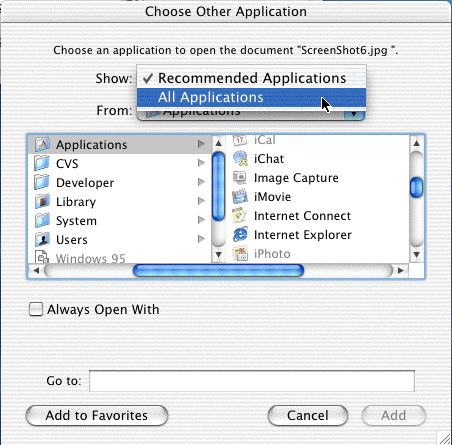 Choose Other Application
Choose an application to open the document "ScreenShot6.jpg ".
Show: ✓ Recommended Applications
All Applications
From: Applications
Applications
CVS
Developer
Library
System
Users
Windows 95
iCal
iChat
Image Capture
iMovie
Internet Connect
Internet Explorer
iPhoto
Always Open With
Go to:
Add to Favorites Cancel Add